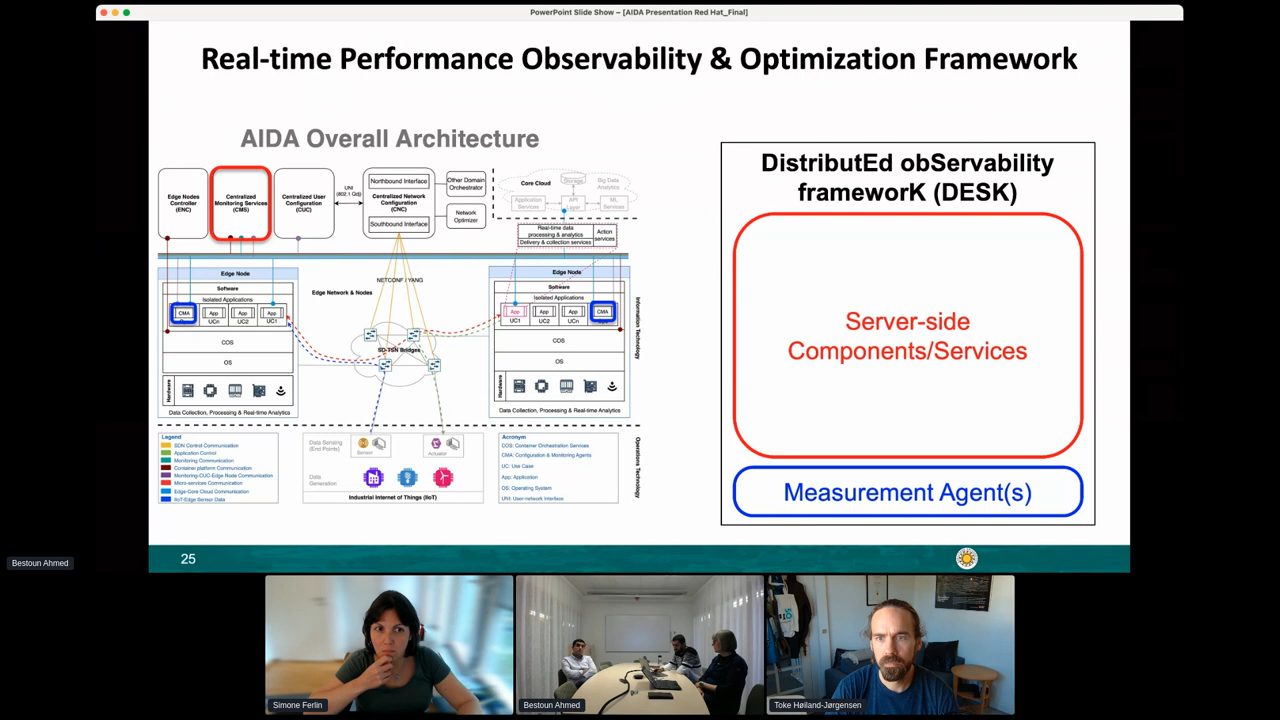 PowerPoint Slide Show – [AIDA Presentation Red Hat_Final]
Real-time Performance Observability & Optimization Framework
AIDA Overall Architecture
Edge Nodes
Controller
(ENC)
Centralized
Monitoring Services
(CMS)
Centralized User
Configuration
(CUC)
UNI
(802.1 Qdj)
Northbound Interface
Centralized Network
Configuration
(CNC)
Southbound Interface
Other Domain
Orchestrator
Network
Optimizer
Core Cloud
Storage
Big Data
Analytics
Application
Services
API
Layer
ML
Services
Real-time data
processing & analytics
Delivery & collection services
Action
services
Edge Node
Software
Isolated Applications
CMA
App
App
App
UCn
UC2
UC1
COS
OS
Hardware
Data Collection, Processing & Real-time Analytics
NETCONF / YANG
Edge Network & Nodes
SD-TSN Bridges
Edge Node
Software
Isolated Applications
App
App
App
CMA
UC1
UC2
UCn
COS
OS
Hardware
Data Collection, Processing & Real-time Analytics
Information Technology
Legend
SDN Control Communication
Application Control
Monitoring Communication
Container platform Communication
Monitoring-CUC-Edge Node Communication
Micro-services Communication
Edge-Core Cloud Communication
IIoT-Edge Sensor Data
Data Sensing
(End Points)
Sensor
Actuator
Data
Generation
Industrial Internet of Things (IIoT)
Acronym
COS: Container Orchestration Services
CMA: Configuration & Monitoring Agents
UC: Use Case
App: Application
OS: Operating System
UNI: User-network Interface
Operations Technology
DistributEd obServability
frameworK (DESK)
Server-side
Components/Services
Measurement Agent(s)
25
Bestoun Ahmed
Simone Ferlin
Bestoun Ahmed
Toke Høiland-Jørgensen